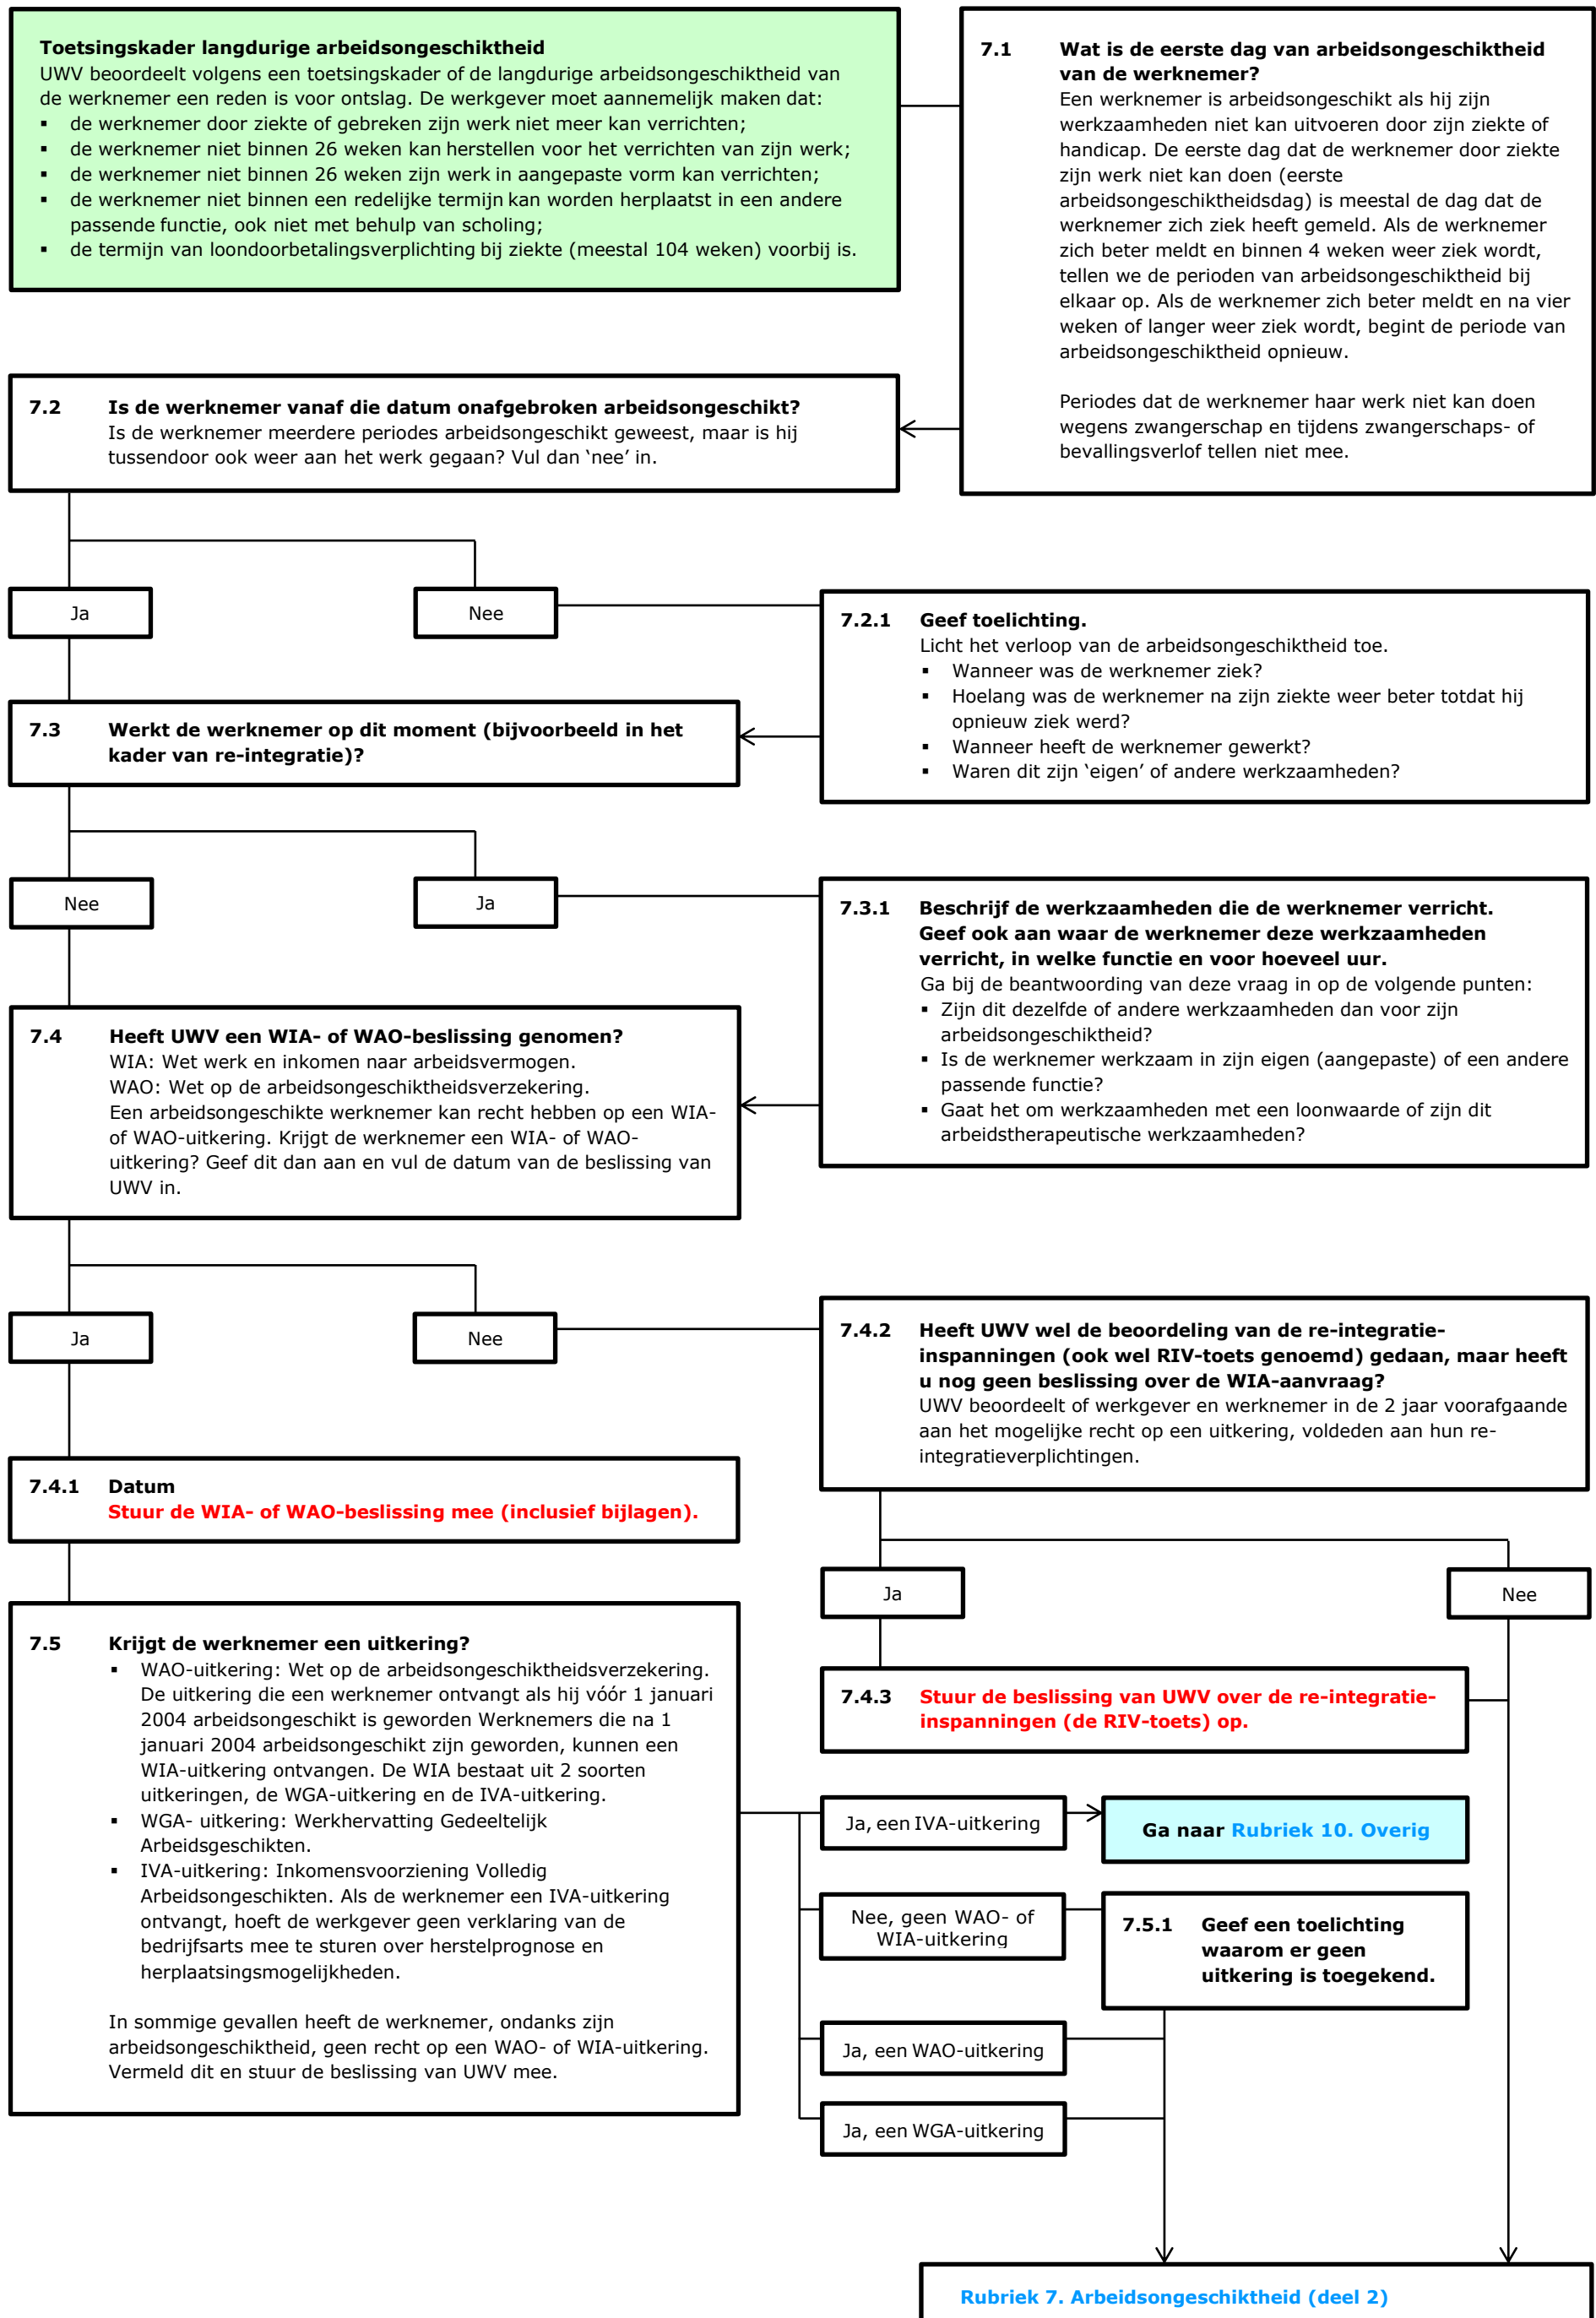 Toetsingskader langdurige arbeidsongeschiktheid
UWV beoordeelt volgens een toetsingskader of de langdurige arbeidsongeschiktheid van
de werknemer een reden is voor ontslag. De werkgever moet aannemelijk maken dat:
▪ de werknemer door ziekte of gebreken zijn werk niet meer kan verrichten;
▪ de werknemer niet binnen 26 weken kan herstellen voor het verrichten van zijn werk;
▪ de werknemer niet binnen 26 weken zijn werk in aangepaste vorm kan verrichten;
▪ de werknemer niet binnen een redelijke termijn kan worden herplaatst in een andere
passende functie, ook niet met behulp van scholing;
▪ de termijn van loondoorbetalingsverplichting bij ziekte (meestal 104 weken) voorbij is.
7.1 Wat is de eerste dag van arbeidsongeschiktheid
van de werknemer?
Een werknemer is arbeidsongeschikt als hij zijn
werkzaamheden niet kan uitvoeren door zijn ziekte of
handicap. De eerste dag dat de werknemer door ziekte
zijn werk niet kan doen (eerste
arbeidsongeschiktheidsdag) is meestal de dag dat de
werknemer zich ziek heeft gemeld. Als de werknemer
zich beter meldt en binnen 4 weken weer ziek wordt,
tellen we de perioden van arbeidsongeschiktheid bij
elkaar op. Als de werknemer zich beter meldt en na vier
weken of langer weer ziek wordt, begint de periode van
arbeidsongeschiktheid opnieuw.
Periodes dat de werknemer haar werk niet kan doen
wegens zwangerschap en tijdens zwangerschaps- of
bevallingsverlof tellen niet mee.
7.2 Is de werknemer vanaf die datum onafgebroken arbeidsongeschikt?
Is de werknemer meerdere periodes arbeidsongeschikt geweest, maar is hij
tussendoor ook weer aan het werk gegaan? Vul dan ‘nee’ in.
Ja
Nee
7.2.1 Geef toelichting.
Licht het verloop van de arbeidsongeschiktheid toe.
▪ Wanneer was de werknemer ziek?
▪ Hoelang was de werknemer na zijn ziekte weer beter totdat hij
opnieuw ziek werd?
▪ Wanneer heeft de werknemer gewerkt?
▪ Waren dit zijn ‘eigen’ of andere werkzaamheden?
7.3 Werkt de werknemer op dit moment (bijvoorbeeld in het
kader van re-integratie)?
Nee
Ja
7.3.1 Beschrijf de werkzaamheden die de werknemer verricht.
Geef ook aan waar de werknemer deze werkzaamheden
verricht, in welke functie en voor hoeveel uur.
Ga bij de beantwoording van deze vraag in op de volgende punten:
▪ Zijn dit dezelfde of andere werkzaamheden dan voor zijn
arbeidsongeschiktheid?
▪ Is de werknemer werkzaam in zijn eigen (aangepaste) of een andere
passende functie?
▪ Gaat het om werkzaamheden met een loonwaarde of zijn dit
arbeidstherapeutische werkzaamheden?
7.4 Heeft UWV een WIA- of WAO-beslissing genomen?
WIA: Wet werk en inkomen naar arbeidsvermogen.
WAO: Wet op de arbeidsongeschiktheidsverzekering.
Een arbeidsongeschikte werknemer kan recht hebben op een WIA-
of WAO-uitkering. Krijgt de werknemer een WIA- of WAO-
uitkering? Geef dit dan aan en vul de datum van de beslissing van
UWV in.
Ja
Nee
7.4.2 Heeft UWV wel de beoordeling van de re-integratie-
inspanningen (ook wel RIV-toets genoemd) gedaan, maar heeft
u nog geen beslissing over de WIA-aanvraag?
UWV beoordeelt of werkgever en werknemer in de 2 jaar voorafgaande
aan het mogelijke recht op een uitkering, voldeden aan hun re-
integratieverplichtingen.
7.4.1 Datum
Stuur de WIA- of WAO-beslissing mee (inclusief bijlagen).
Ja
Nee
7.4.3 Stuur de beslissing van UWV over de re-integratie-
inspanningen (de RIV-toets) op.
7.5 Krijgt de werknemer een uitkering?
▪ WAO-uitkering: Wet op de arbeidsongeschiktheidsverzekering.
De uitkering die een werknemer ontvangt als hij vóór 1 januari
2004 arbeidsongeschikt is geworden Werknemers die na 1
januari 2004 arbeidsongeschikt zijn geworden, kunnen een
WIA-uitkering ontvangen. De WIA bestaat uit 2 soorten
uitkeringen, de WGA-uitkering en de IVA-uitkering.
▪ WGA- uitkering: Werkhervatting Gedeeltelijk
Arbeidsgeschikten.
▪ IVA-uitkering: Inkomensvoorziening Volledig
Arbeidsongeschikten. Als de werknemer een IVA-uitkering
ontvangt, hoeft de werkgever geen verklaring van de
bedrijfsarts mee te sturen over herstelprognose en
herplaatsingsmogelijkheden.
In sommige gevallen heeft de werknemer, ondanks zijn
arbeidsongeschiktheid, geen recht op een WAO- of WIA-uitkering.
Vermeld dit en stuur de beslissing van UWV mee.
Ja, een IVA-uitkering
Ga naar Rubriek 10. Overig
Nee, geen WAO- of
WIA-uitkering
7.5.1 Geef een toelichting
waarom er geen
uitkering is toegekend.
Ja, een WAO-uitkering
Ja, een WGA-uitkering
Rubriek 7. Arbeidsongeschiktheid (deel 2)